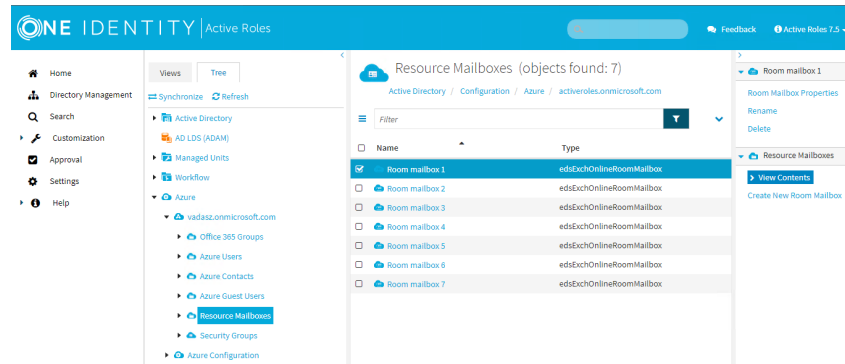 ONE IDENTITY Active Roles
Feedback
Active Roles 7.5
Home
Directory Management
Search
Customization
Approval
Settings
Help
Views Tree
Synchronize Refresh
Active Directory
AD LDS (ADAM)
Managed Units
Workflow
Azure
vadasz.onmicrosoft.com
Office 365 Groups
Azure Users
Azure Contacts
Azure Guest Users
Resource Mailboxes
Security Groups
Azure Configuration
Resource Mailboxes (objects found: 7)
Active Directory / Configuration / Azure / activeroles.onmicrosoft.com
Filter
Name Type
Room mailbox 1 edsExchOnlineRoomMailbox
Room mailbox 2 edsExchOnlineRoomMailbox
Room mailbox 3 edsExchOnlineRoomMailbox
Room mailbox 4 edsExchOnlineRoomMailbox
Room mailbox 5 edsExchOnlineRoomMailbox
Room mailbox 6 edsExchOnlineRoomMailbox
Room mailbox 7 edsExchOnlineRoomMailbox
Room mailbox 1
Room Mailbox Properties
Rename
Delete
Resource Mailboxes
View Contents
Create New Room Mailbox